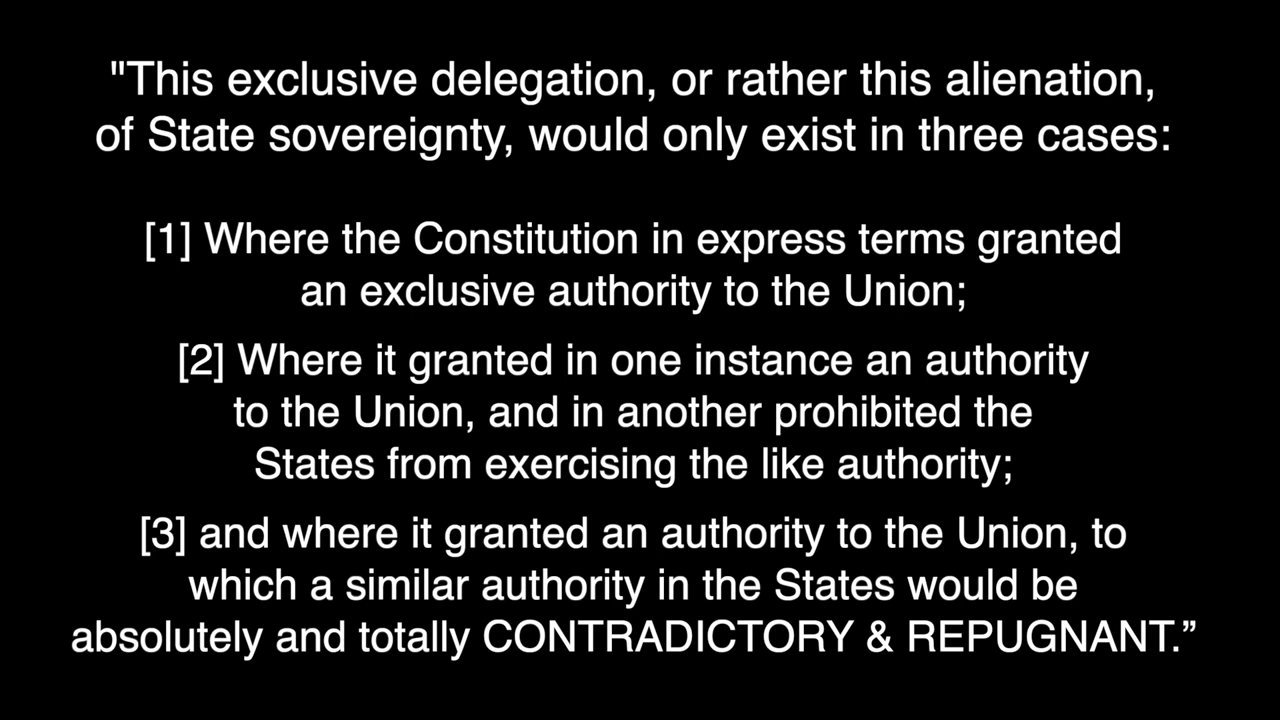 "This exclusive delegation, or rather this alienation,
of State sovereignty, would only exist in three cases:
[1] Where the Constitution in express terms granted
an exclusive authority to the Union;
[2] Where it granted in one instance an authority
to the Union, and in another prohibited the
States from exercising the like authority;
[3] and where it granted an authority to the Union, to
which a similar authority in the States would be
absolutely and totally CONTRADICTORY & REPUGNANT.”